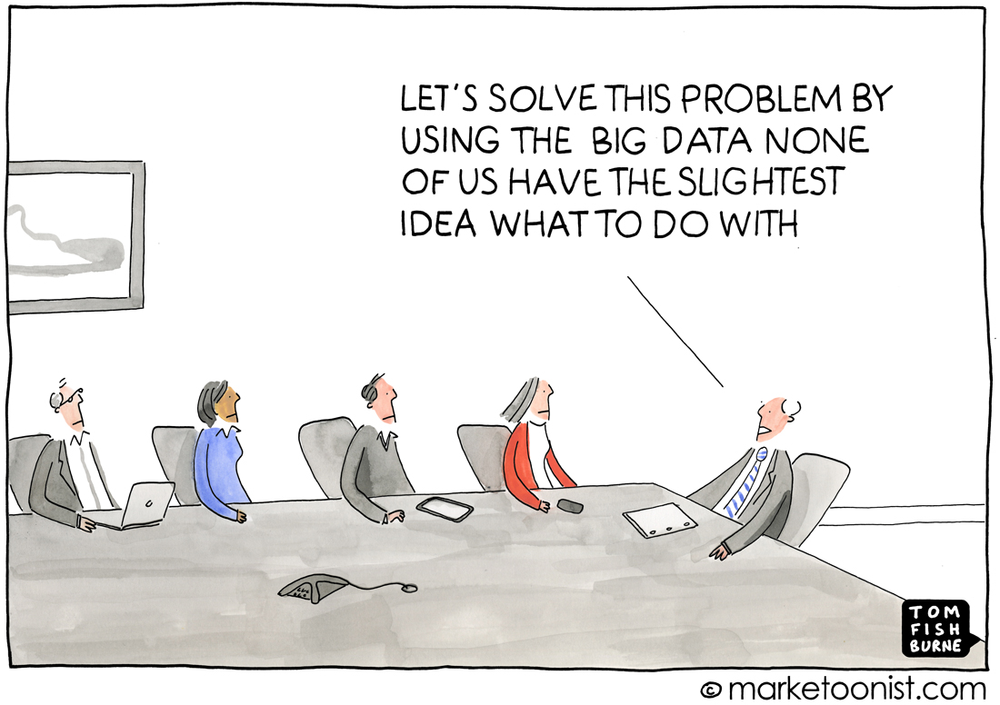 LET'S SOLVE THIS PROBLEM BY
USING THE BIG DATA NONE
OF US HAVE THE SLIGHTEST
IDEA WHAT TO DO WITH
TOM
FISH
BURNE
© marketoonist.com